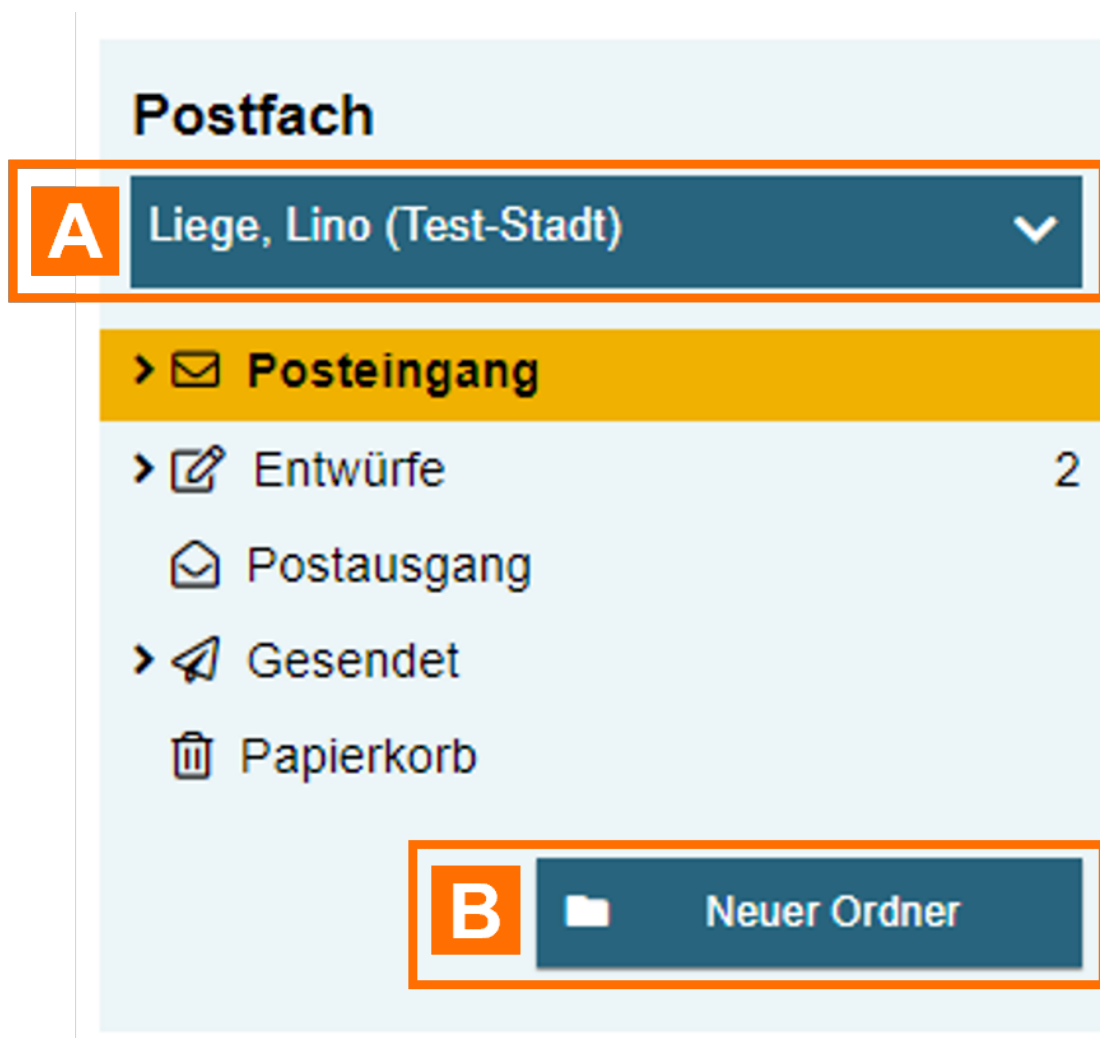 Postfach
A Liege, Lino (Test-Stadt)
Posteingang
Entwürfe 2
Postausgang
Gesendet
Papierkorb
B Neuer Ordner